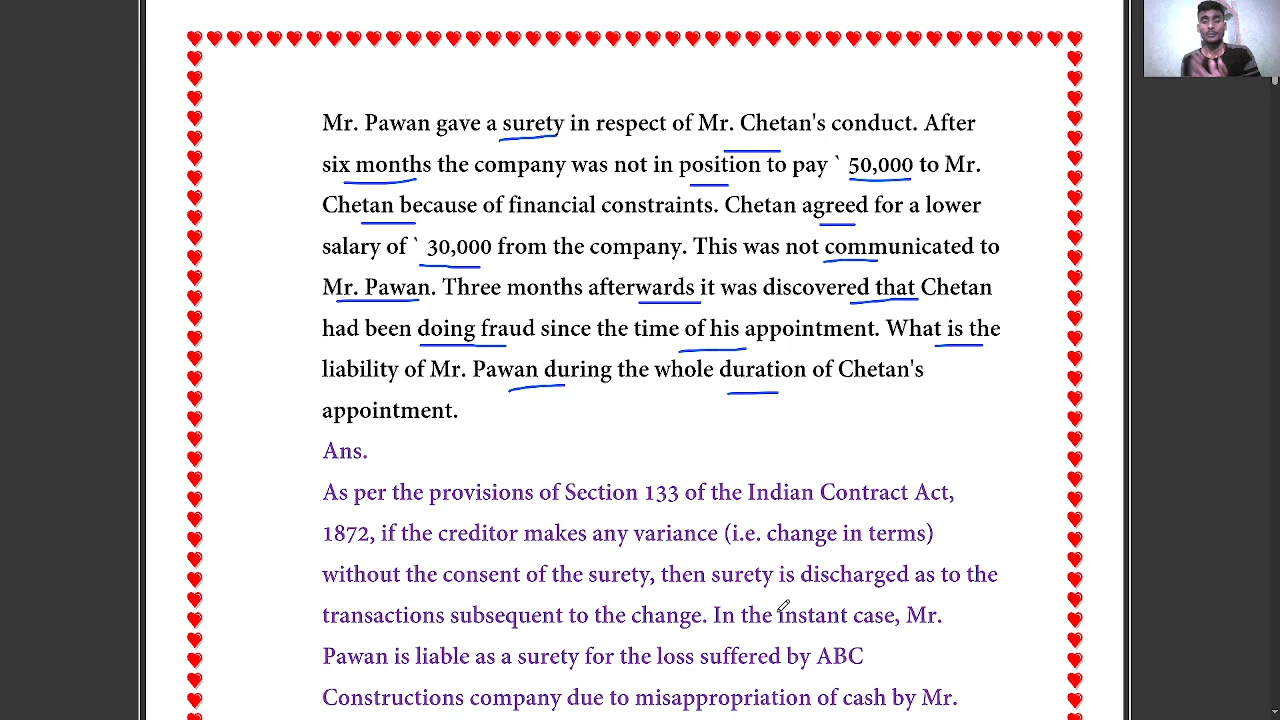 Mr. Pawan gave a surety in respect of Mr. Chetan's conduct. After
six months the company was not in position to pay ` 50,000 to Mr.
Chetan because of financial constraints. Chetan agreed for a lower
salary of ` 30,000 from the company. This was not communicated to
Mr. Pawan. Three months afterwards it was discovered that Chetan
had been doing fraud since the time of his appointment. What is the
liability of Mr. Pawan during the whole duration of Chetan's
appointment.
Ans.
As per the provisions of Section 133 of the Indian Contract Act,
1872, if the creditor makes any variance (i.e. change in terms)
without the consent of the surety, then surety is discharged as to the
transactions subsequent to the change. In the instant case, Mr.
Pawan is liable as a surety for the loss suffered by ABC
Constructions company due to misappropriation of cash by Mr.